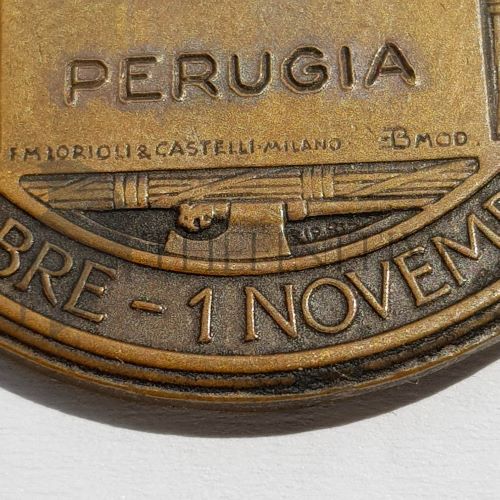 PERUGIA
F.M. LORIOLI & CASTELLI-MILANO
B MOD.
BRE - 1 NOVEM